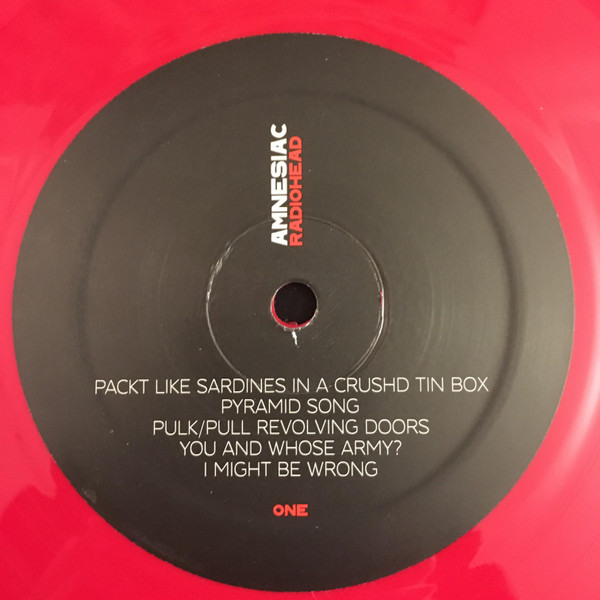 AMNESIAC
RADIOHEAD
PACKT LIKE SARDINES IN A CRUSHD TIN BOX
PYRAMID SONG
PULK/PULL REVOLVING DOORS
YOU AND WHOSE ARMY?
I MIGHT BE WRONG
ONE